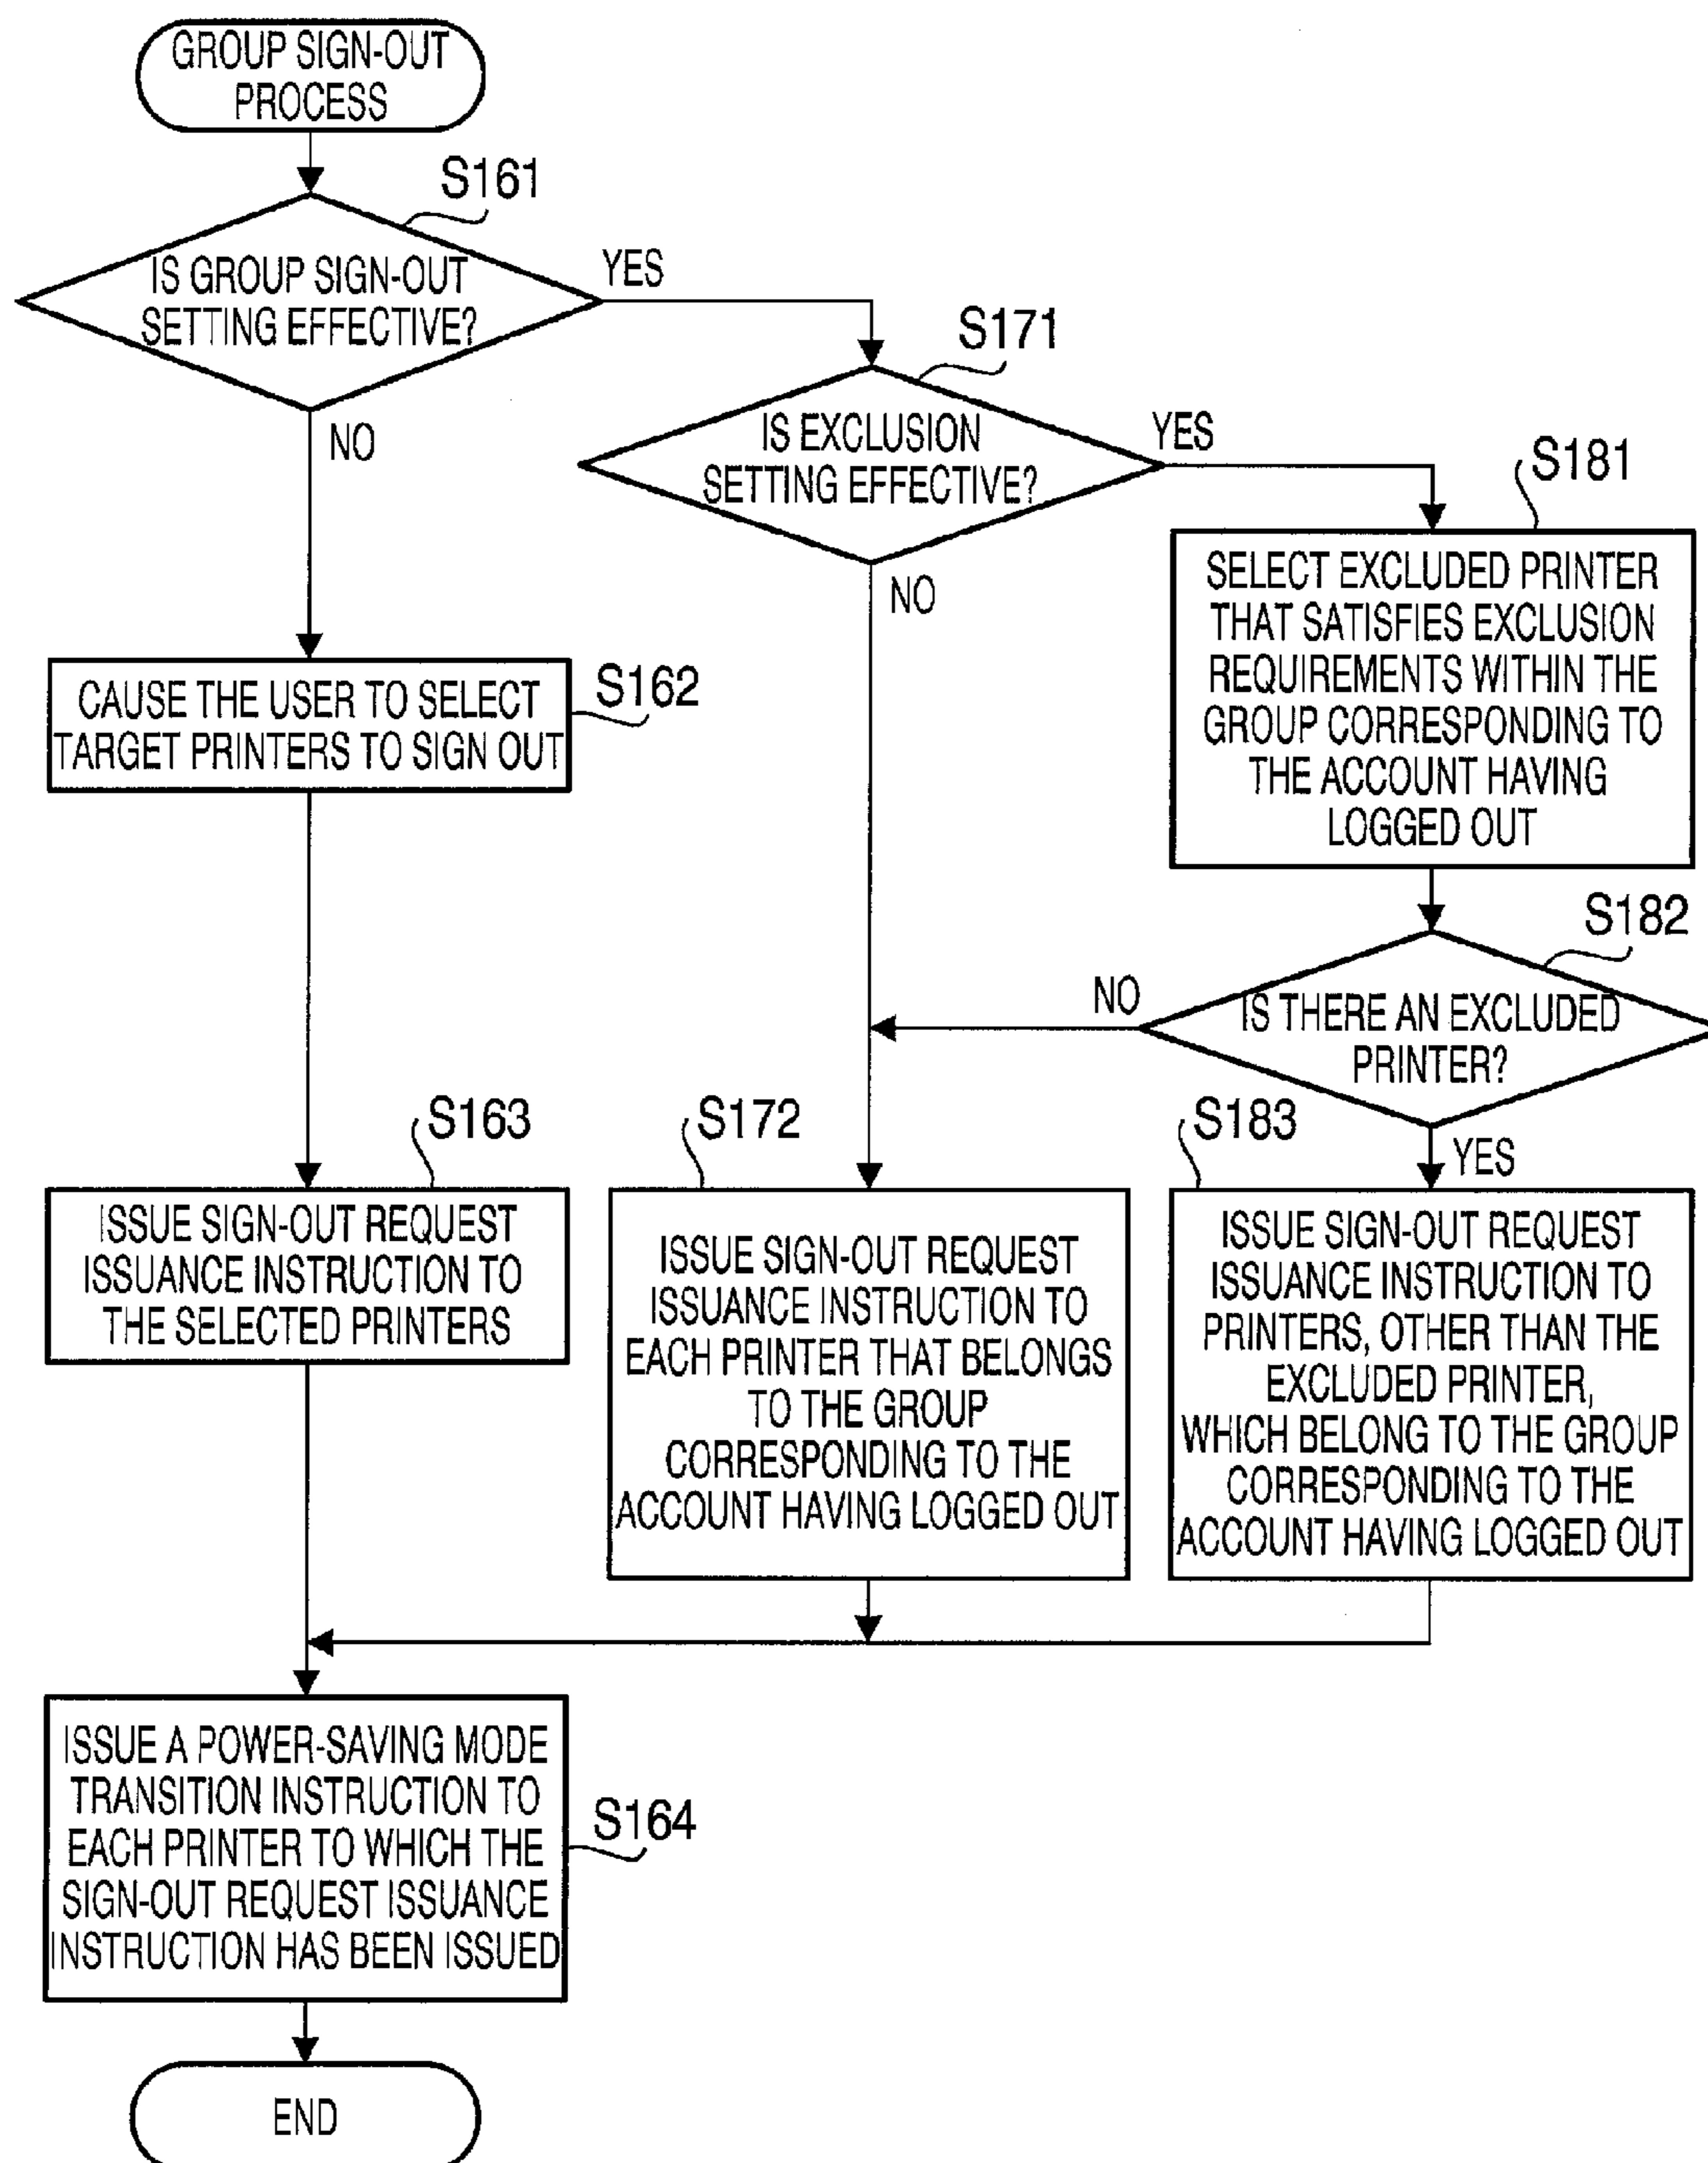 GROUP SIGN-OUT
PROCESS
S161
IS GROUP SIGN-OUT
SETTING EFFECTIVE?
YES
NO
S171
IS EXCLUSION
SETTING EFFECTIVE?
YES
NO
S181
SELECT EXCLUDED PRINTER
THAT SATISFIES EXCLUSION
REQUIREMENTS WITHIN THE
GROUP CORRESPONDING TO
THE ACCOUNT HAVING
LOGGED OUT
CAUSE THE USER TO SELECT
TARGET PRINTERS TO SIGN OUT
S162
S182
IS THERE AN EXCLUDED
PRINTER?
NO
YES
S163
ISSUE SIGN-OUT REQUEST
ISSUANCE INSTRUCTION TO
THE SELECTED PRINTERS
S172
ISSUE SIGN-OUT REQUEST
ISSUANCE INSTRUCTION TO
EACH PRINTER THAT BELONGS
TO THE GROUP
CORRESPONDING TO THE
ACCOUNT HAVING LOGGED OUT
S183
ISSUE SIGN-OUT REQUEST
ISSUANCE INSTRUCTION TO
PRINTERS, OTHER THAN THE
EXCLUDED PRINTER,
WHICH BELONG TO THE GROUP
CORRESPONDING TO THE
ACCOUNT HAVING LOGGED OUT
ISSUE A POWER-SAVING MODE
TRANSITION INSTRUCTION TO
EACH PRINTER TO WHICH THE
SIGN-OUT REQUEST ISSUANCE
INSTRUCTION HAS BEEN ISSUED
S164
END